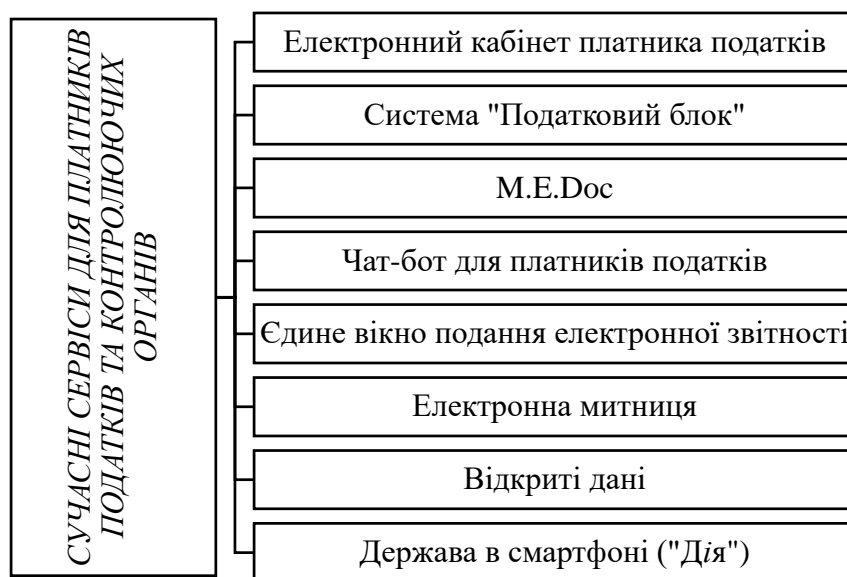 СУЧАСНІ СЕРВІСИ ДЛЯ ПЛАТНИКІВ
ПОДАТКІВ ТА КОНТРОЛЮЮЧИХ
ОРГАНІВ
Електронний кабінет платника податків
Система "Податковий блок"
M.E.Doc
Чат-бот для платників податків
Єдине вікно подання електронної звітності
Електронна митниця
Відкриті дані
Держава в смартфоні ("Дія")